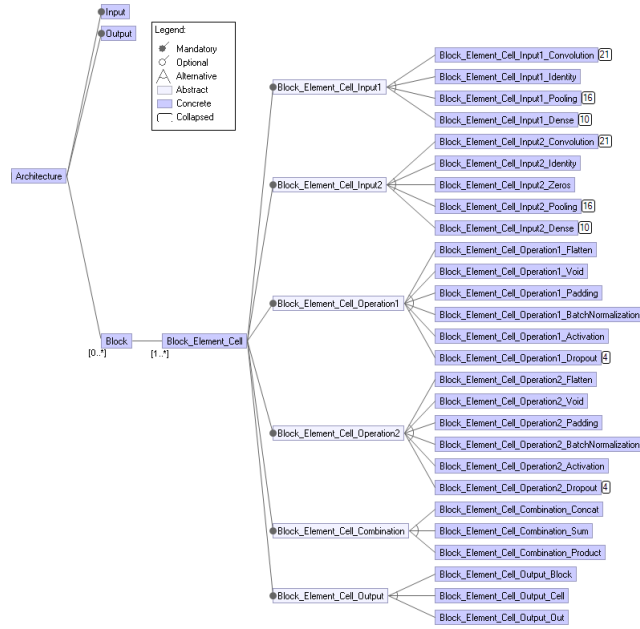 Input
Output
Legend:
Mandatory
Optional
Alternative
Abstract
Concrete
Collapsed
Architecture
Block
[0..*]
Block_Element_Cell
[1..*]
Block_Element_Cell_Input1
Block_Element_Cell_Input1_Convolution 21
Block_Element_Cell_Input1_Identity
Block_Element_Cell_Input1_Pooling 16
Block_Element_Cell_Input1_Dense 10
Block_Element_Cell_Input2
Block_Element_Cell_Input2_Convolution 21
Block_Element_Cell_Input2_Identity
Block_Element_Cell_Input2_Zeros
Block_Element_Cell_Input2_Pooling 16
Block_Element_Cell_Input2_Dense 10
Block_Element_Cell_Operation1
Block_Element_Cell_Operation1_Flatten
Block_Element_Cell_Operation1_Void
Block_Element_Cell_Operation1_Padding
Block_Element_Cell_Operation1_BatchNormalization
Block_Element_Cell_Operation1_Activation
Block_Element_Cell_Operation1_Dropout 4
Block_Element_Cell_Operation2
Block_Element_Cell_Operation2_Flatten
Block_Element_Cell_Operation2_Void
Block_Element_Cell_Operation2_Padding
Block_Element_Cell_Operation2_BatchNormalization
Block_Element_Cell_Operation2_Activation
Block_Element_Cell_Operation2_Dropout 4
Block_Element_Cell_Combination
Block_Element_Cell_Combination_Concat
Block_Element_Cell_Combination_Sum
Block_Element_Cell_Combination_Product
Block_Element_Cell_Output
Block_Element_Cell_Output_Block
Block_Element_Cell_Output_Cell
Block_Element_Cell_Output_Out